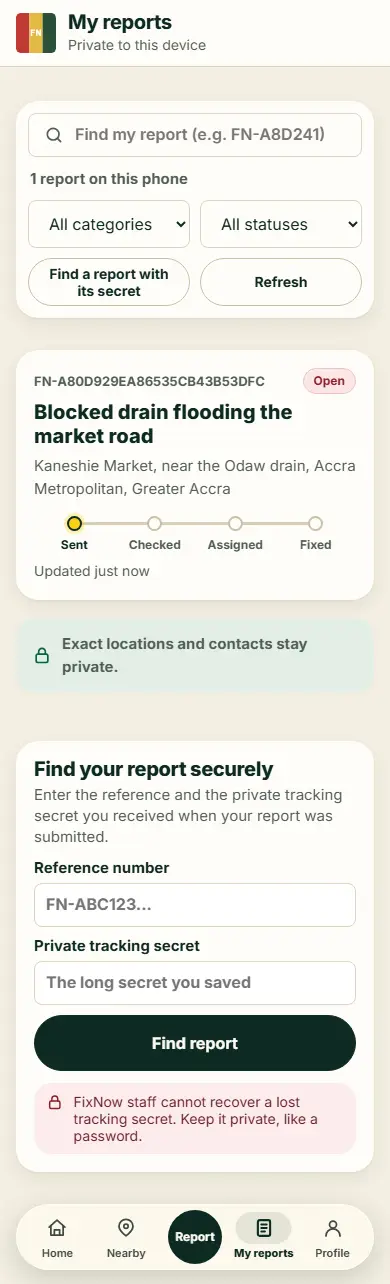 FN
My reports
Private to this device
Find my report (e.g. FN-A8D241)
1 report on this phone
All categories
All statuses
Find a report with
its secret
Refresh
FN-A80D929EA86535CB43B53DFC
Open
Blocked drain flooding the
market road
Kaneshie Market, near the Odaw drain, Accra
Metropolitan, Greater Accra
Sent
Checked
Assigned
Fixed
Updated just now
Exact locations and contacts stay
private.
Find your report securely
Enter the reference and the private tracking
secret you received when your report was
submitted.
Reference number
FN-ABC123...
Private tracking secret
The long secret you saved
Find report
FixNow staff cannot recover a lost
tracking secret. Keep it private, like a
password.
Home
Nearby
Report
My reports
Profile